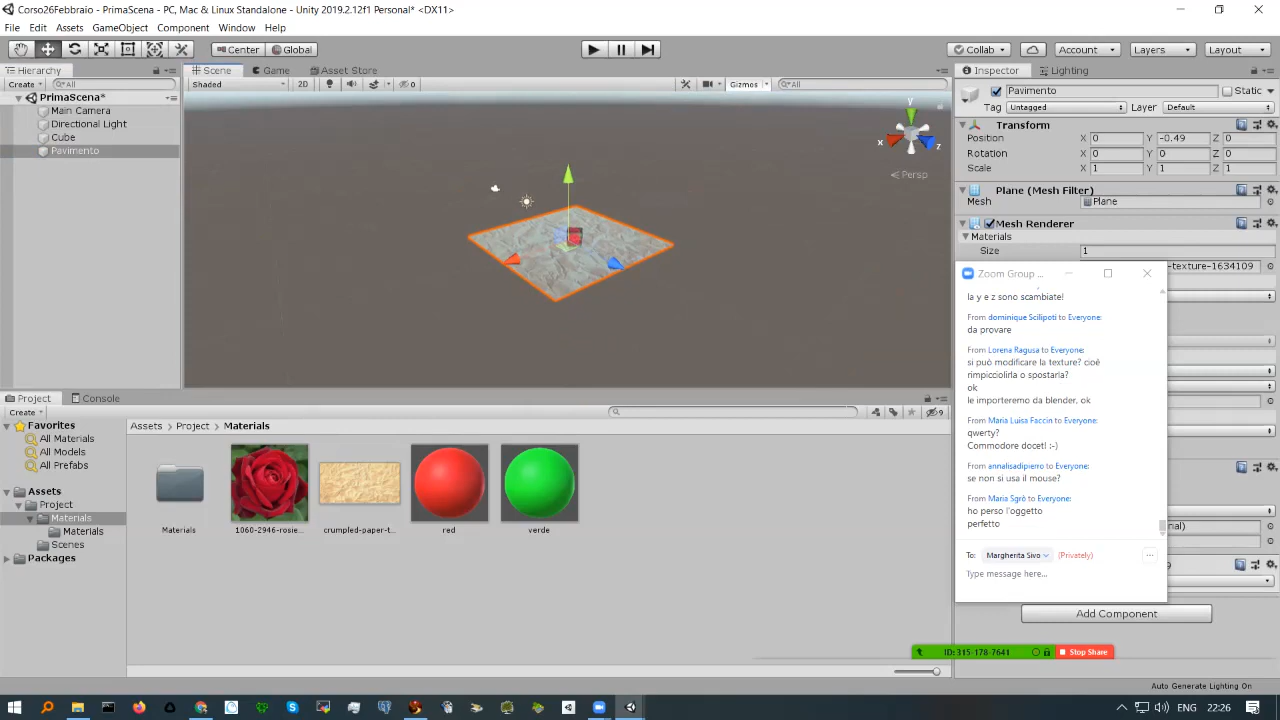 Corso26Febbraio - PrimaScena - PC, Mac & Linux Standalone - Unity 2019.2.12f1 Personal* <DX11>
File Edit Assets GameObject Component Window Help
Center Global
Collab Account Layers Layout
Hierarchy
Scene Game Asset Store
Inspector Lighting
Create All
Shaded 2D 0 Gizmos All
PrimaScena*
Main Camera
Directional Light
Cube
Pavimento
y
x
z
Persp
Pavimento Static
Tag Untagged Layer Default
Transform
Position X 0 Y -0.49 Z 0
Rotation X 0 Y 0 Z 0
Scale X 1 Y 1 Z 1
Plane (Mesh Filter)
Mesh Plane
Mesh Renderer
Materials
Size 1
-texture-1634109
Zoom Group ...
la y e z sono scambiate!
From dominique Scilipoti to Everyone:
da provare
From Lorena Ragusa to Everyone:
si può modificare la texture? cioè
rimpicciolirla o spostarla?
ok
le importeremo da blender, ok
From Maria Luisa Faccin to Everyone:
qwerty?
Commodore docet! :-)
From annalisadipierro to Everyone:
se non si usa il mouse?
From Maria Sgrò to Everyone:
ho perso l'oggetto
perfetto
To: Margherita Sivo (Privately) ...
Type message here...
nal)
Add Component
Project Console
Create
9
Favorites
All Materials
All Models
All Prefabs
Assets
Project
Materials
Materials
Scenes
Packages
Assets Project Materials
Materials 1060-2946-rosie... crumpled-paper-t... red verde
ID: 315-178-7641 Stop Share
Auto Generate Lighting On
ENG 22:26